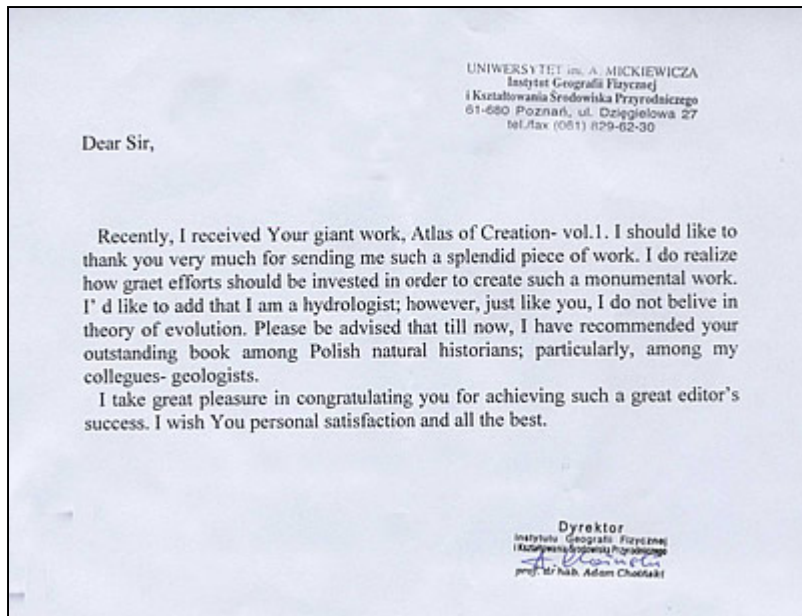 UNIWERSYTET im. A. MICKIEWICZA
Instytut Geografii Fizycznej
i Kształtowania Środowiska Przyrodniczego
61-680 Poznań, ul. Dzięgielowa 27
tel./fax (061) 829-62-30
Dear Sir,
Recently, I received Your giant work, Atlas of Creation- vol.1. I should like to
thank you very much for sending me such a splendid piece of work. I do realize
how graet efforts should be invested in order to create such a monumental work.
I' d like to add that I am a hydrologist; however, just like you, I do not belive in
theory of evolution. Please be advised that till now, I have recommended your
outstanding book among Polish natural historians; particularly, among my
collegues- geologists.
I take great pleasure in congratulating you for achieving such a great editor's
success. I wish You personal satisfaction and all the best.
Dyrektor
Instytutu Geografii Fizycznej
i Kształtowania Środowiska Przyrodniczego
prof. dr hab. Adam Choiński